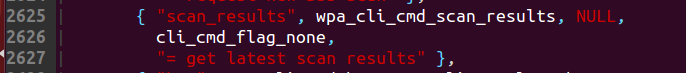 2625 { "scan_results", wpa_cli_cmd_scan_results, NULL,
2626 cli_cmd_flag_none,
2627 "= get latest scan results" },